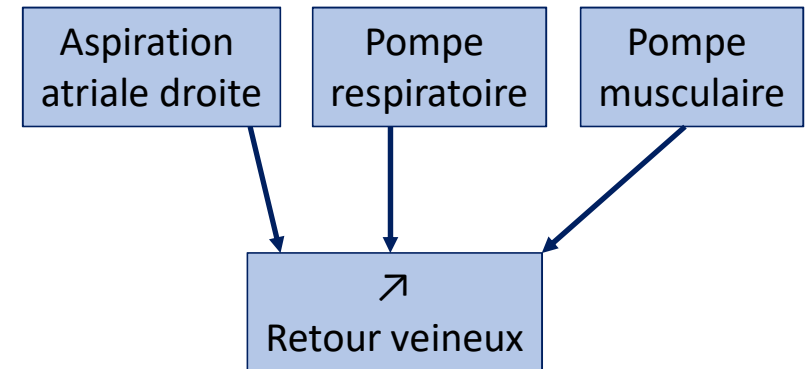 Aspiration
atriale droite
Pompe
respiratoire
Pompe
musculaire
↗
Retour veineux